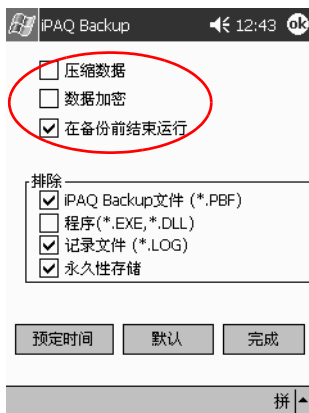 iPAQ Backup 12:43 ok
压缩数据
数据加密
在备份前结束运行
排除
iPAQ Backup文件 (*.PBF)
程序(*.EXE,*.DLL)
记录文件 (*.LOG)
永久性存储
预定时间 默认 完成
拼